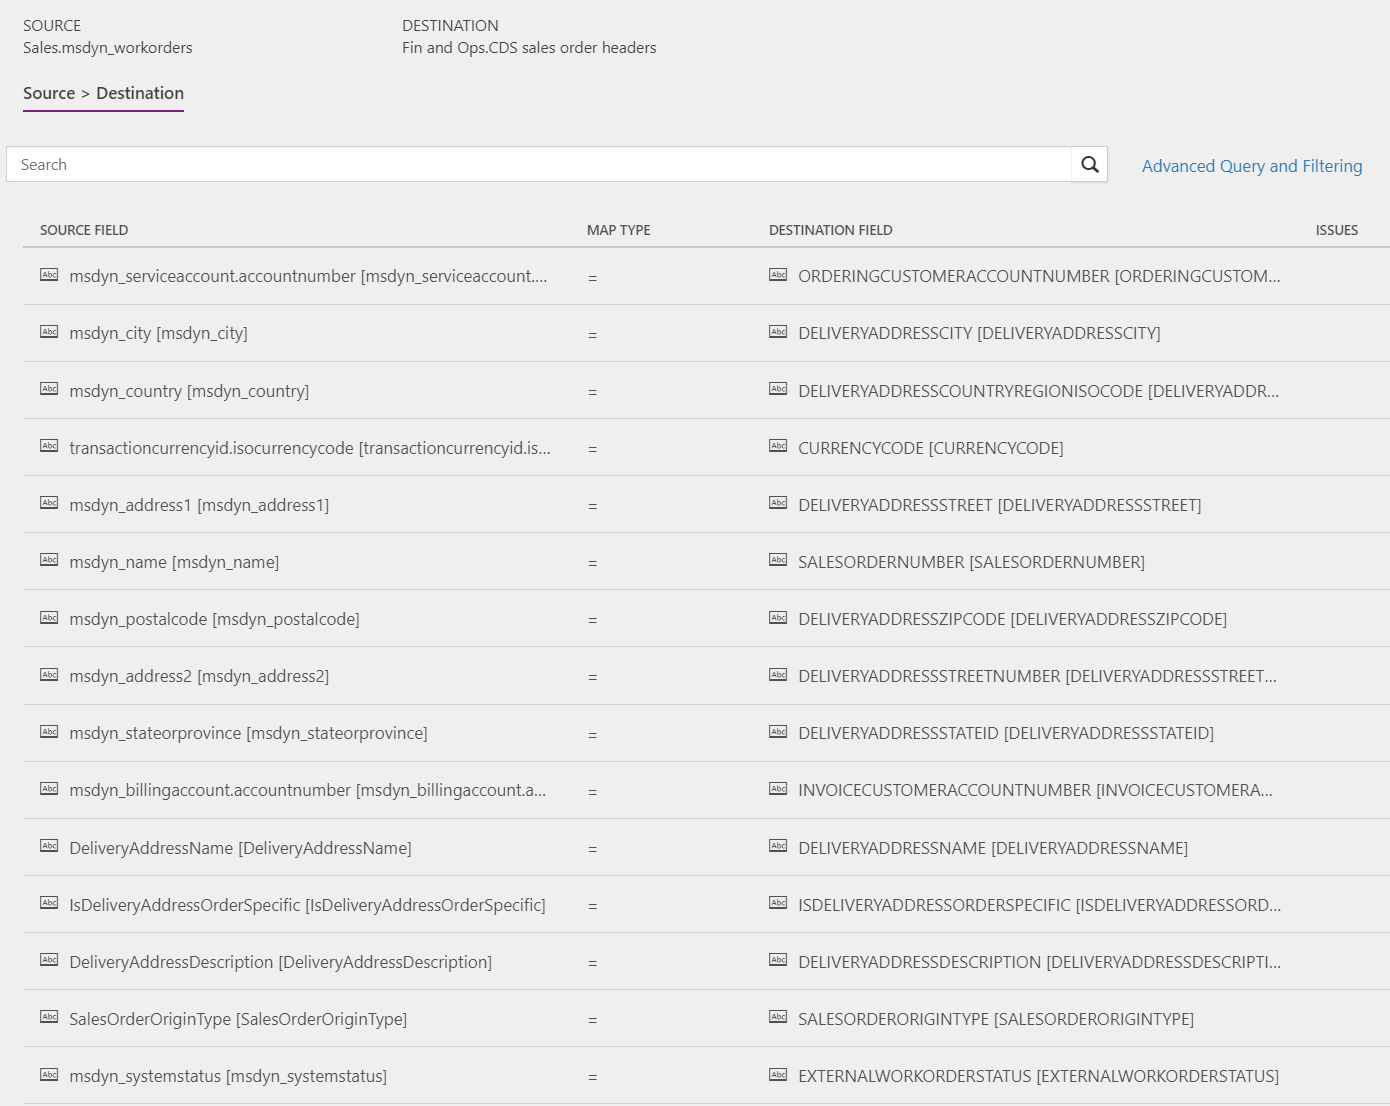 SOURCE DESTINATION
Sales.msdyn_workorders Fin and Ops.CDS sales order headers
Source > Destination
Search Advanced Query and Filtering
SOURCE FIELD MAP TYPE DESTINATION FIELD ISSUES
Abc msdyn_serviceaccount.accountnumber [msdyn_serviceaccount.... = Abc ORDERINGCUSTOMERACCOUNTNUMBER [ORDERINGCUSTOM...
Abc msdyn_city [msdyn_city] = Abc DELIVERYADDRESSCITY [DELIVERYADDRESSCITY]
Abc msdyn_country [msdyn_country] = Abc DELIVERYADDRESSCOUNTRYREGIONISOCODE [DELIVERYADDR...
Abc transactioncurrencyid.isocurrencycode [transactioncurrencyid.is... = Abc CURRENCYCODE [CURRENCYCODE]
Abc msdyn_address1 [msdyn_address1] = Abc DELIVERYADDRESSSTREET [DELIVERYADDRESSSTREET]
Abc msdyn_name [msdyn_name] = Abc SALESORDERNUMBER [SALESORDERNUMBER]
Abc msdyn_postalcode [msdyn_postalcode] = Abc DELIVERYADDRESSZIPCODE [DELIVERYADDRESSZIPCODE]
Abc msdyn_address2 [msdyn_address2] = Abc DELIVERYADDRESSSTREETNUMBER [DELIVERYADDRESSSTREET...
Abc msdyn_stateorprovince [msdyn_stateorprovince] = Abc DELIVERYADDRESSSTATEID [DELIVERYADDRESSSTATEID]
Abc msdyn_billingaccount.accountnumber [msdyn_billingaccount.a... = Abc INVOICECUSTOMERACCOUNTNUMBER [INVOICECUSTOMERA...
Abc DeliveryAddressName [DeliveryAddressName] = Abc DELIVERYADDRESSNAME [DELIVERYADDRESSNAME]
Abc IsDeliveryAddressOrderSpecific [IsDeliveryAddressOrderSpecific] = Abc ISDELIVERYADDRESSORDERSPECIFIC [ISDELIVERYADDRESSORD...
Abc DeliveryAddressDescription [DeliveryAddressDescription] = Abc DELIVERYADDRESSDESCRIPTION [DELIVERYADDRESSDESCRIPTI...
Abc SalesOrderOriginType [SalesOrderOriginType] = Abc SALESORDERORIGINTYPE [SALESORDERORIGINTYPE]
Abc msdyn_systemstatus [msdyn_systemstatus] = Abc EXTERNALWORKORDERSTATUS [EXTERNALWORKORDERSTATUS]